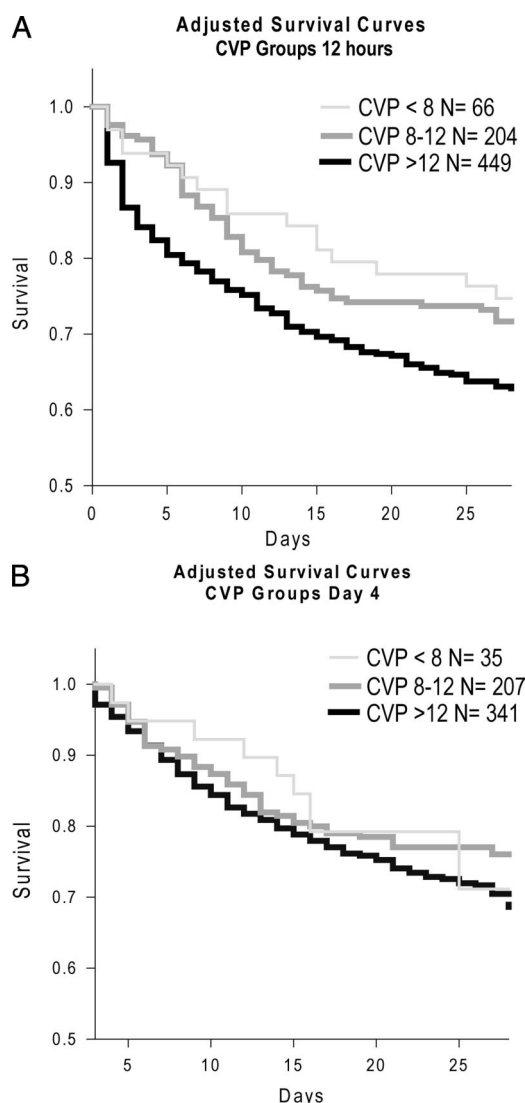 A
Adjusted Survival Curves
CVP Groups 12 hours
CVP < 8 N= 66
CVP 8-12 N= 204
CVP >12 N= 449
1.0
0.9
0.8
0.7
0.6
0.5
Survival
0 5 10 15 20 25
Days
B
Adjusted Survival Curves
CVP Groups Day 4
CVP < 8 N= 35
CVP 8-12 N= 207
CVP >12 N= 341
1.0
0.9
0.8
0.7
0.6
0.5
Survival
5 10 15 20 25
Days